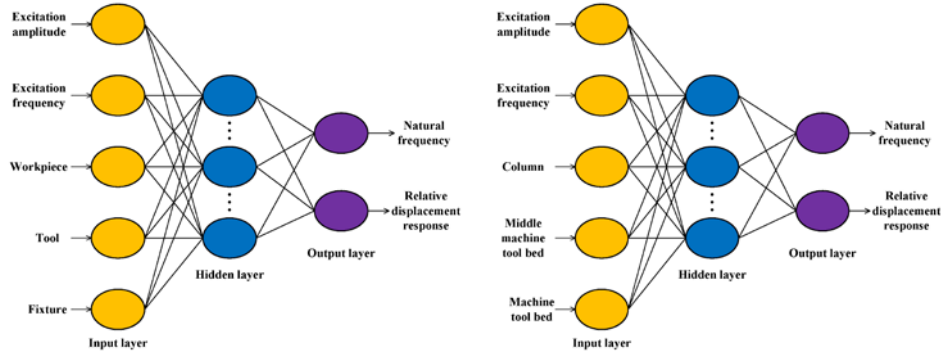 Excitation
amplitude
Excitation
frequency
Workpiece
Tool
Fixture
Input layer
Hidden layer
Output layer
Natural
frequency
Relative
displacement
response
Excitation
amplitude
Excitation
frequency
Column
Middle
machine
tool bed
Machine
tool bed
Input layer
Hidden layer
Output layer
Natural
frequency
Relative
displacement
response